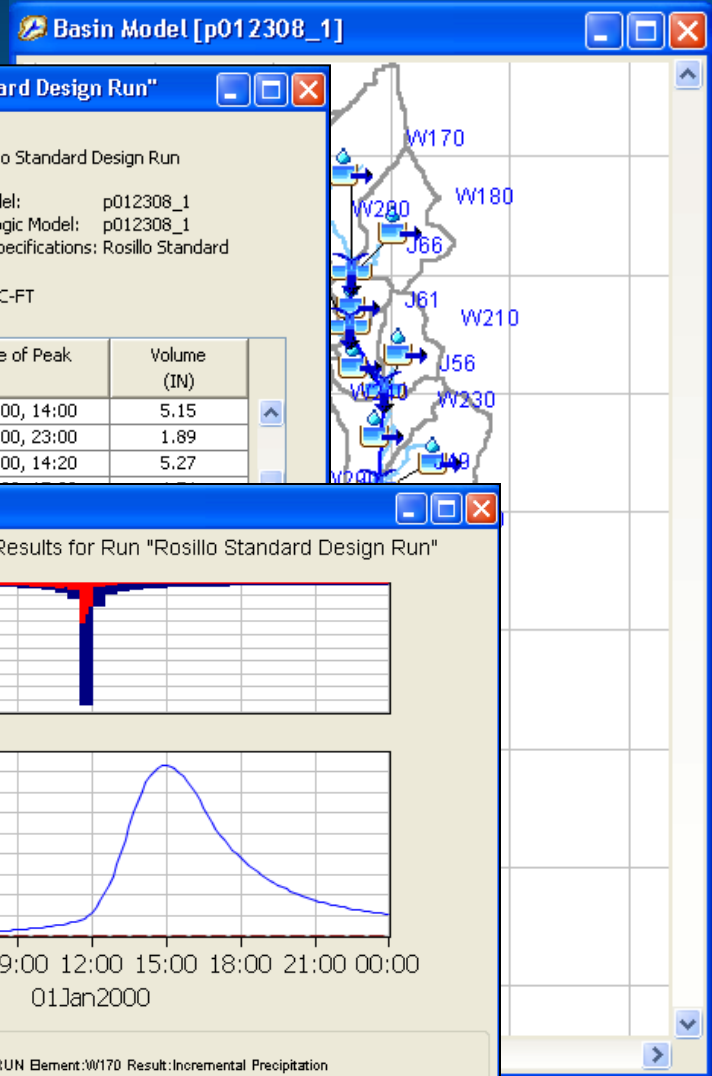 Basin Model [p012308_1]
ard Design Run"
o Standard Design Run
el: p012308_1
ogic Model: p012308_1
pecifications: Rosillo Standard
C-FT
e of Peak Volume
(IN)
00, 14:00 5.15
00, 23:00 1.89
00, 14:20 5.27
W170
W180
W200
J66
J61
W210
J56
W230
J49
Results for Run "Rosillo Standard Design Run"
9:00 12:00 15:00 18:00 21:00 00:00
01Jan2000
RUN Element:W170 Result:Incremental Precipitation